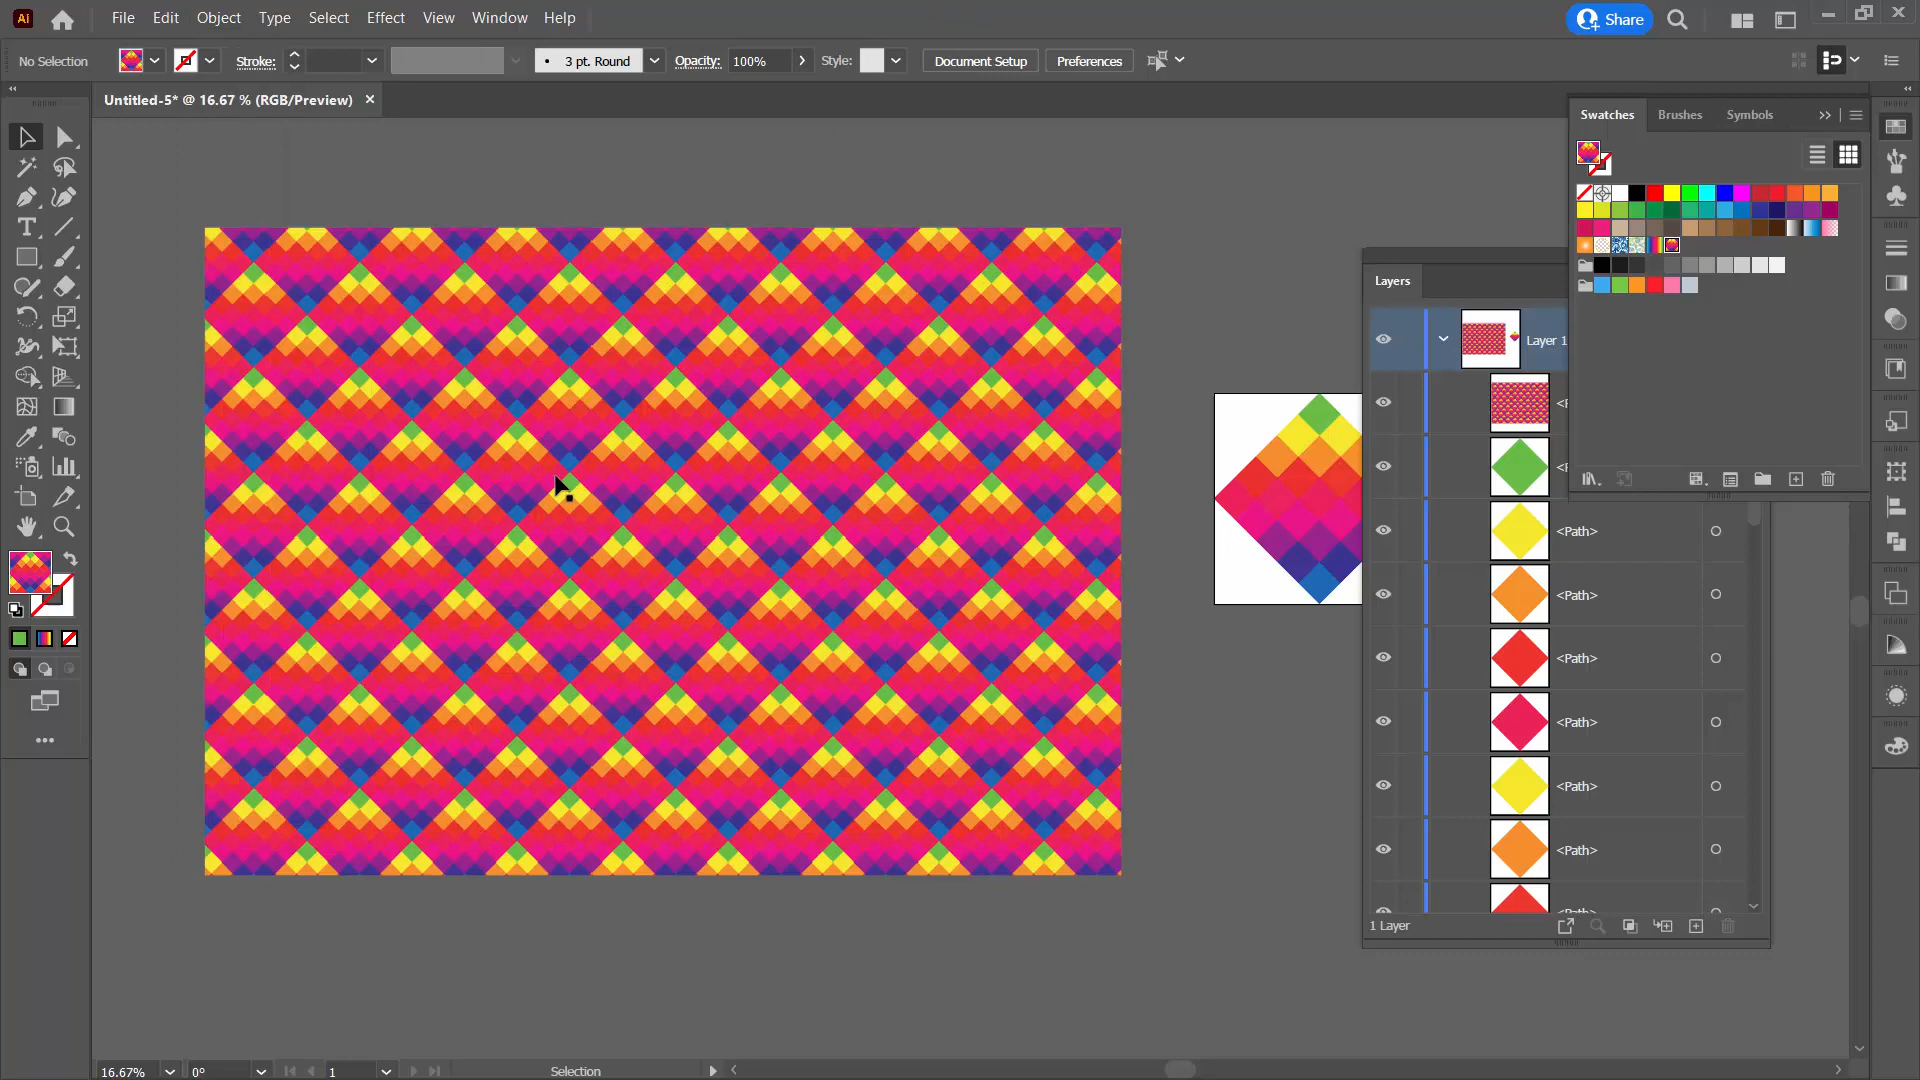 Ai File Edit Object Type Select Effect View Window Help Share
No Selection Stroke: 3 pt. Round Opacity: 100% Style: Document Setup Preferences
Untitled-5* @ 16.67 % (RGB/Preview)
Swatches Brushes Symbols
Layers
Layer 1
<Path>
<Path>
<Path>
<Path>
<Path>
<Path>
1 Layer
16.67% 0° 1 Selection